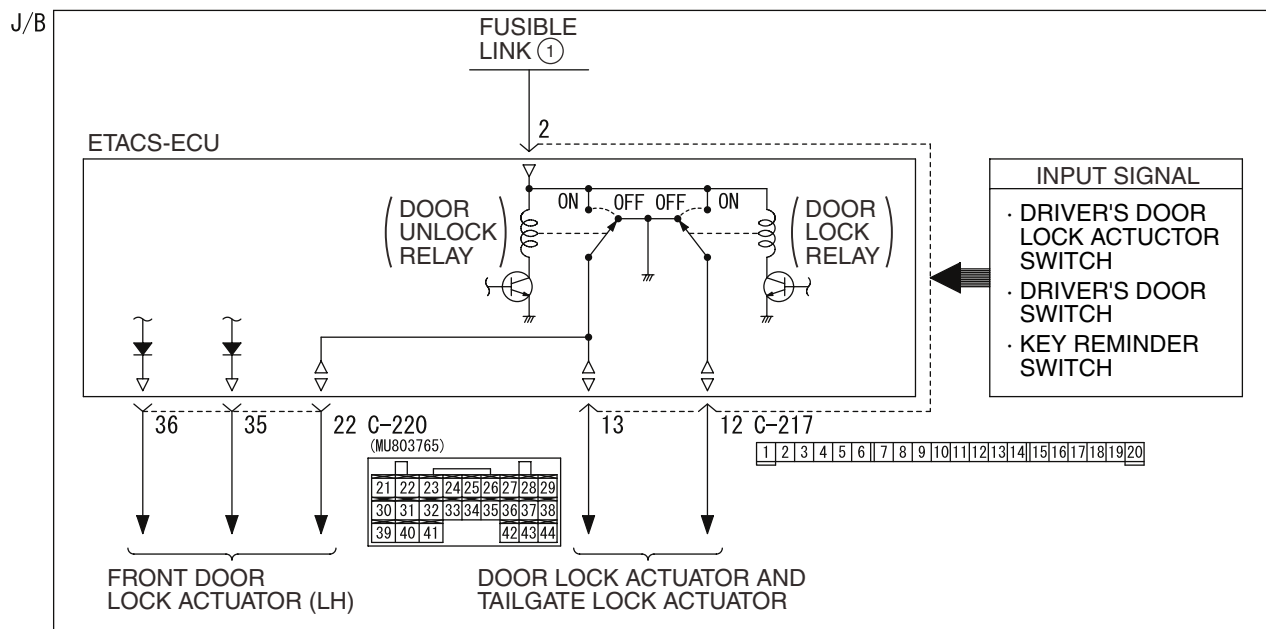 J/B
FUSIBLE
LINK ①
2
ETACS-ECU
INPUT SIGNAL
· DRIVER'S DOOR
LOCK ACTUCTOR
SWITCH
· DRIVER'S DOOR
SWITCH
· KEY REMINDER
SWITCH
ON OFF OFF ON
(DOOR
UNLOCK
RELAY)
(DOOR
LOCK
RELAY)
36 35 22 C-220
(MU803765)
13 12 C-217
1 2 3 4 5 6 7 8 9 10 11 12 13 14 15 16 17 18 19 20
21 22 23 24 25 26 27 28 29
30 31 32 33 34 35 36 37 38
39 40 41 42 43 44
FRONT DOOR
LOCK ACTUATOR (LH)
DOOR LOCK ACTUATOR AND
TAILGATE LOCK ACTUATOR